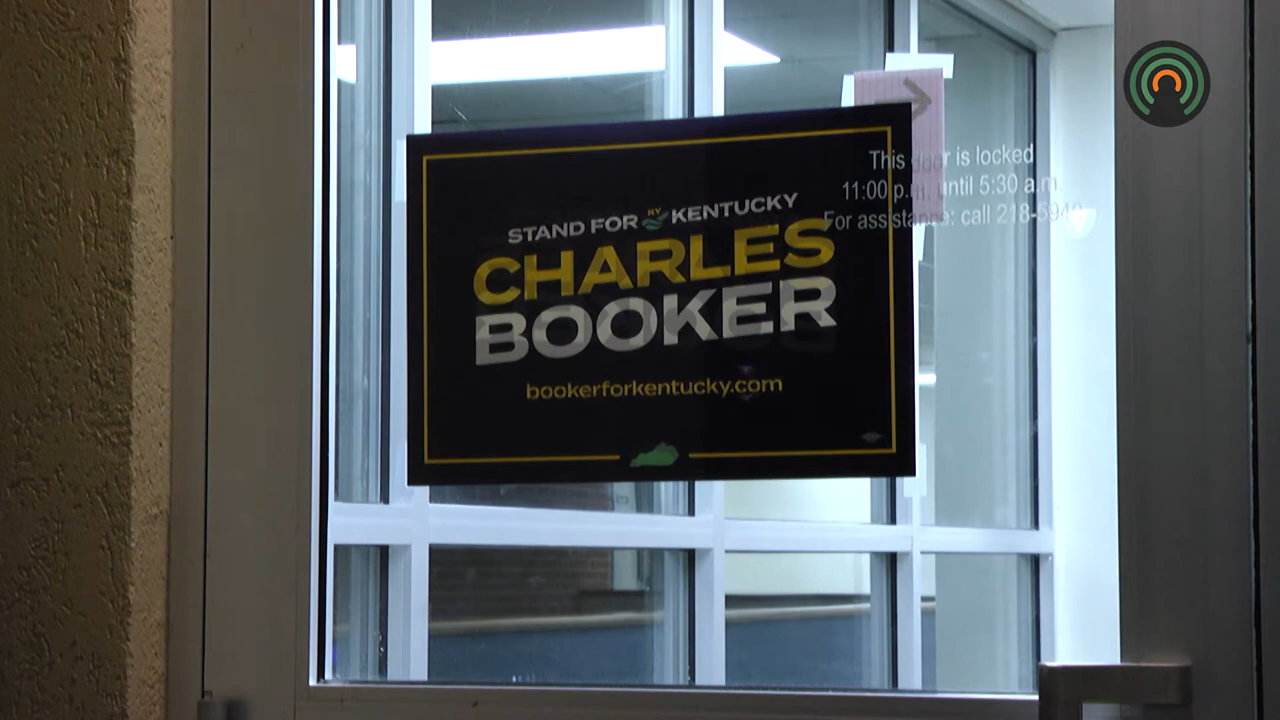 STAND FOR KY KENTUCKY
CHARLES
BOOKER
bookerforkentucky.com
This door is locked
11:00 p.m. until 5:30 a.m.
For assistance: call 218-5940